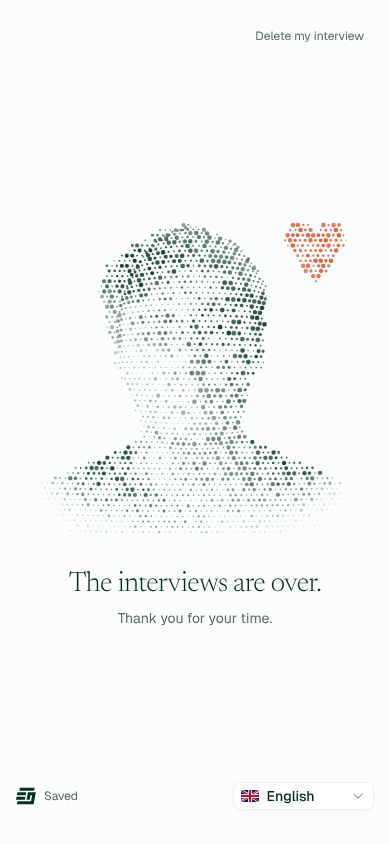 Delete my interview
The interviews are over.
Thank you for your time.
Saved
English